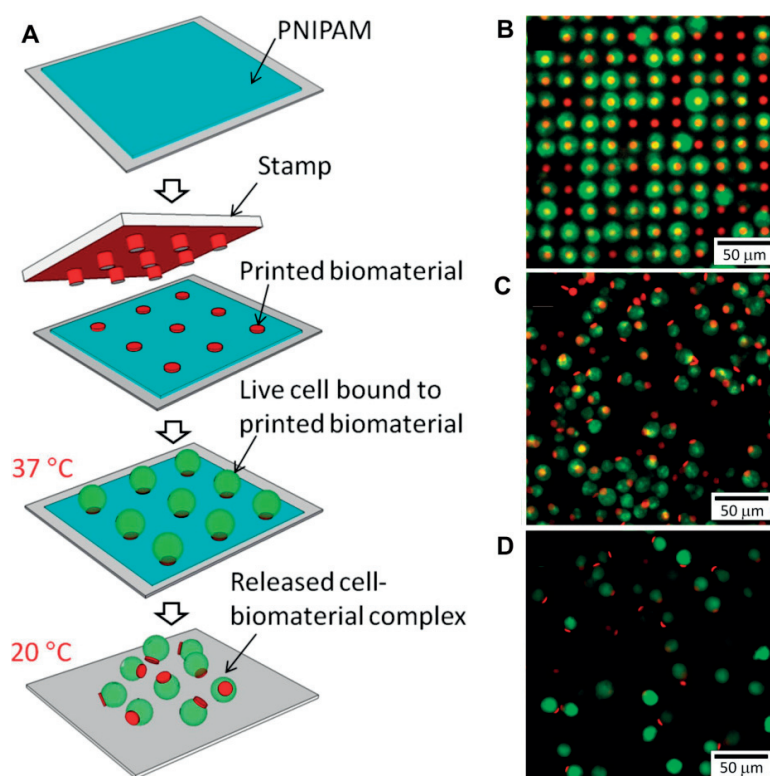 A
PNIPAM
Stamp
Printed biomaterial
Live cell bound to
printed biomaterial
37 °C
Released cell-
biomaterial complex
20 °C
B
50 μm
C
50 μm
D
50 μm